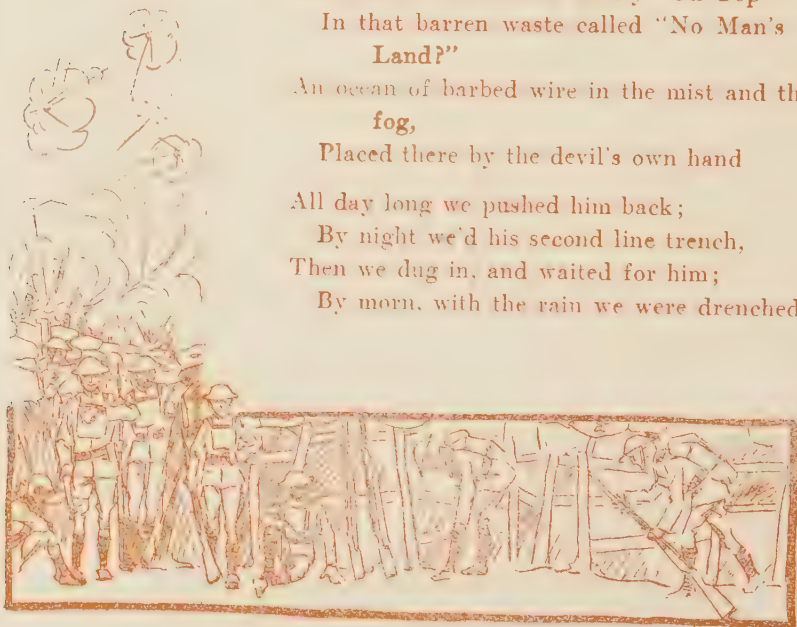 In that barren waste called "No Man's
Land?"
An ocean of barbed wire in the mist and th
fog,
Placed there by the devil's own hand
All day long we pushed him back;
By night we'd his second line trench,
Then we dug in, and waited for him;
By morn, with the rain we were drenched